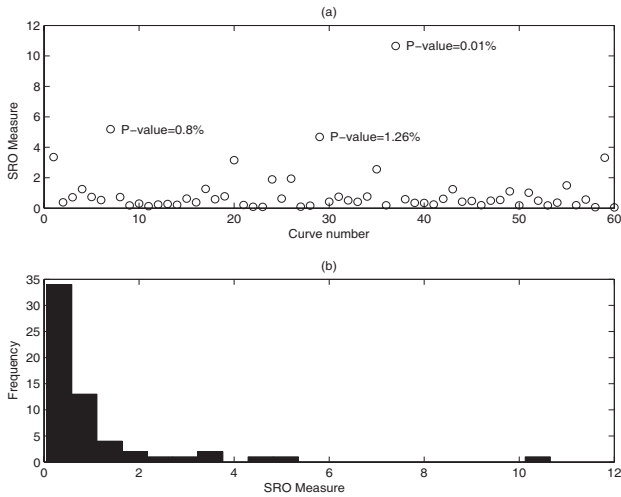 (a)
12
10
8
6
4
2
0
SRO Measure
P−value=0.01%
P−value=0.8%
P−value=1.26%
0 10 20 30 40 50 60
Curve number
(b)
35
30
25
20
15
10
5
0
Frequency
0 2 4 6 8 10 12
SRO Measure